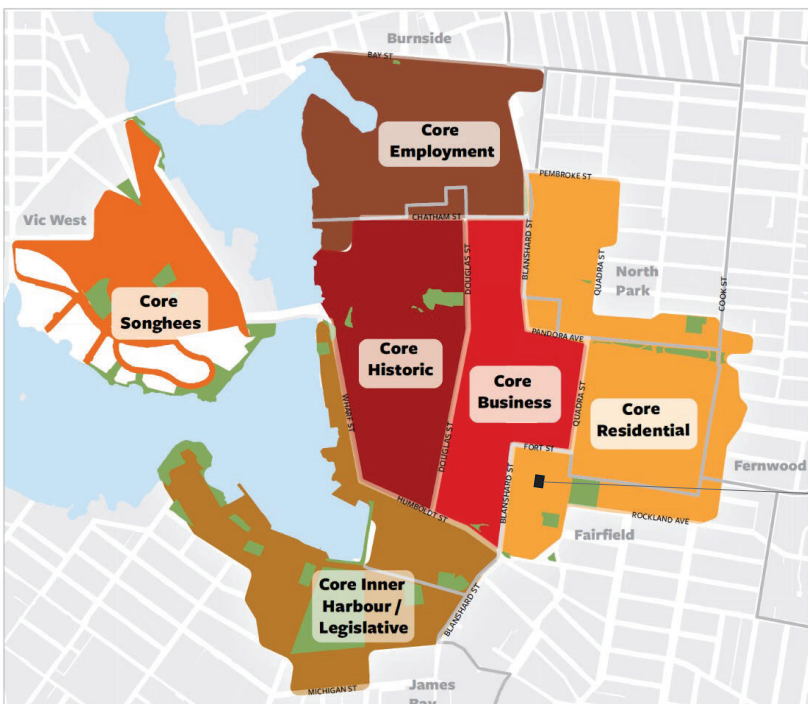 Burnside
BAY ST
Core
Employment
PEMBROKE ST
Vic West
CHATHAM ST
DOUGLAS ST
BLANSHARD ST
QUADRA ST
North
Park
COOK ST
Core
Songhees
PANDORA AVE
Core
Historic
Core
Business
QUADRA ST
Core
Residential
WHARF ST
DOUGLAS ST
FORT ST
BLANSHARD ST
Fernwood
HUMBOLDT ST
ROCKLAND AVE
Fairfield
Core Inner
Harbour /
Legislative
BLANSHARD ST
MICHIGAN ST
James
Bay